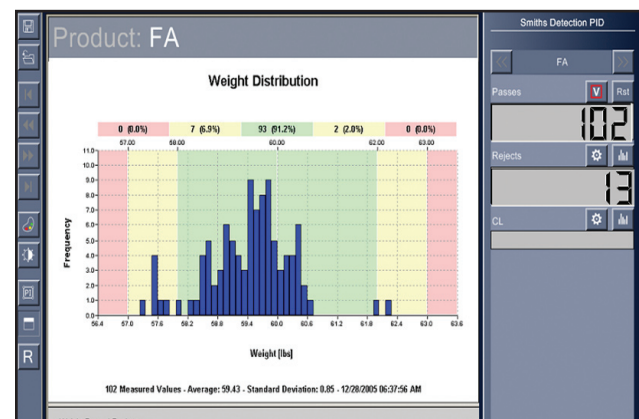 Product: FA
Smiths Detection PID
FA
Passes
V
Rst
102
Rejects
13
CL
Weight Distribution
0 (0.0%) 7 (6.9%) 93 (91.2%) 2 (2.0%) 0 (0.0%)
57.00 58.00 60.00 62.00 63.00
11.0
10.0
9.0
8.0
7.0
6.0
5.0
4.0
3.0
2.0
1.0
0.0
Frequency
56.4 57.0 57.6 58.2 58.8 59.4 60.0 60.6 61.2 61.8 62.4 63.0 63.6
Weight [lbs]
102 Measured Values - Average: 59.43 - Standard Deviation: 0.85 - 12/28/2005 06:37:56 AM
PI
R